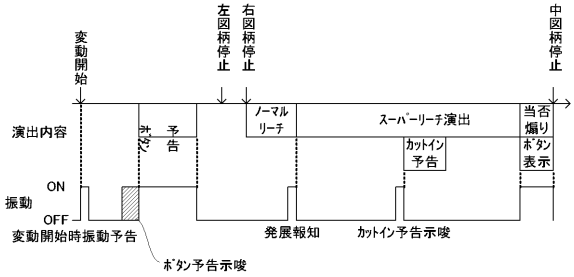 変動開始
左図柄停止
右図柄停止
中図柄停止
演出内容
ﾎﾞﾀﾝ
予告
ﾉｰﾏﾙ
ﾘｰﾁ
ｽｰﾊﾟｰﾘｰﾁ演出
当否
煽り
ｶｯﾄｲﾝ
予告
ﾎﾞﾀﾝ
表示
ON
振動
OFF
変動開始時振動予告
発展報知
ｶｯﾄｲﾝ予告示唆
ﾎﾞﾀﾝ予告示唆